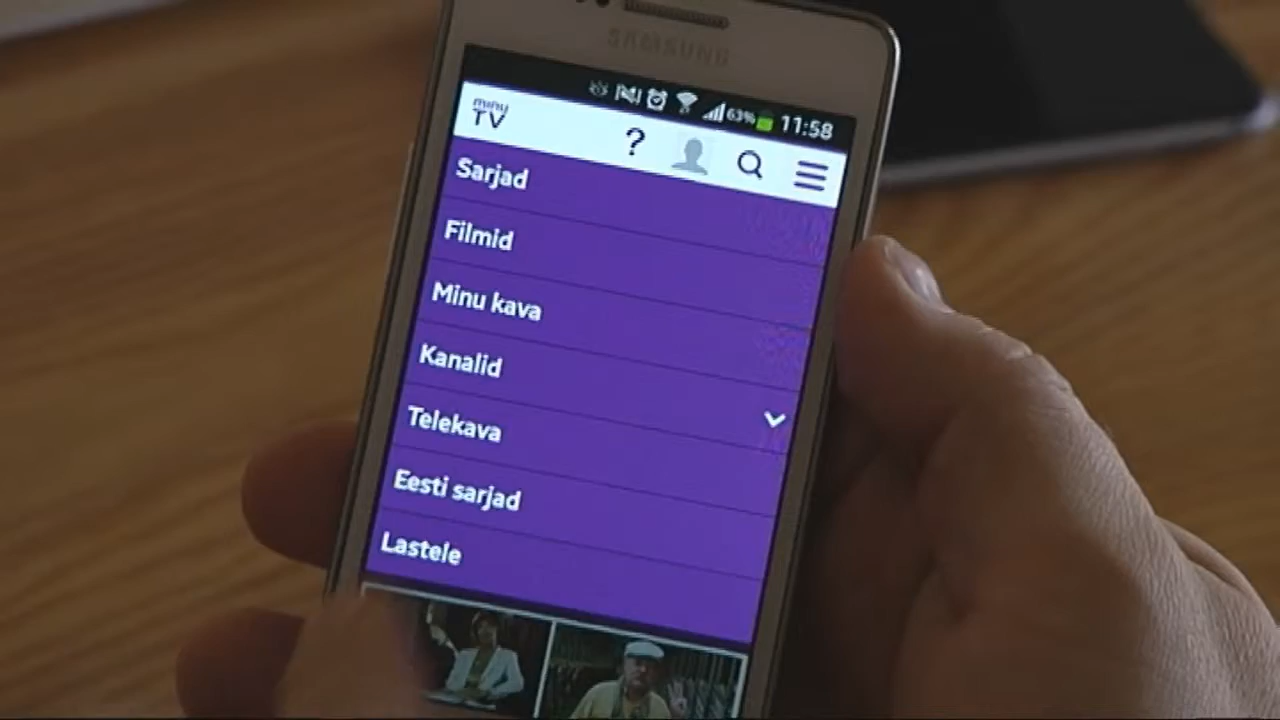 SAMSUNG
63% 11:58
minu
TV
?
Sarjad
Filmid
Minu kava
Kanalid
Telekava
Eesti sarjad
Lastele